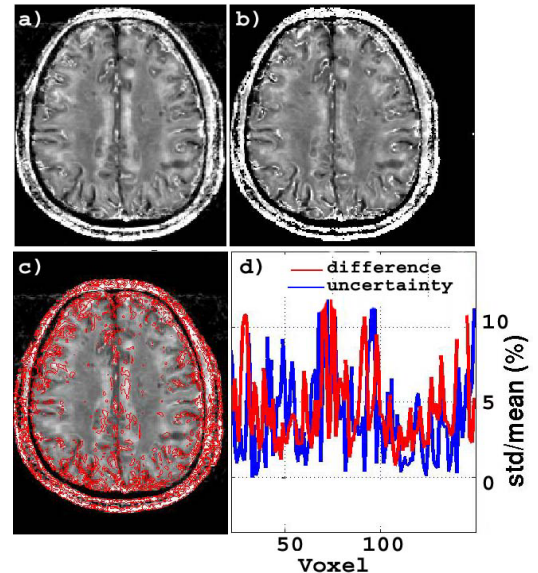 a)
b)
c)
d)
difference
uncertainty
10
5
0
std/mean (%)
50
100
Voxel